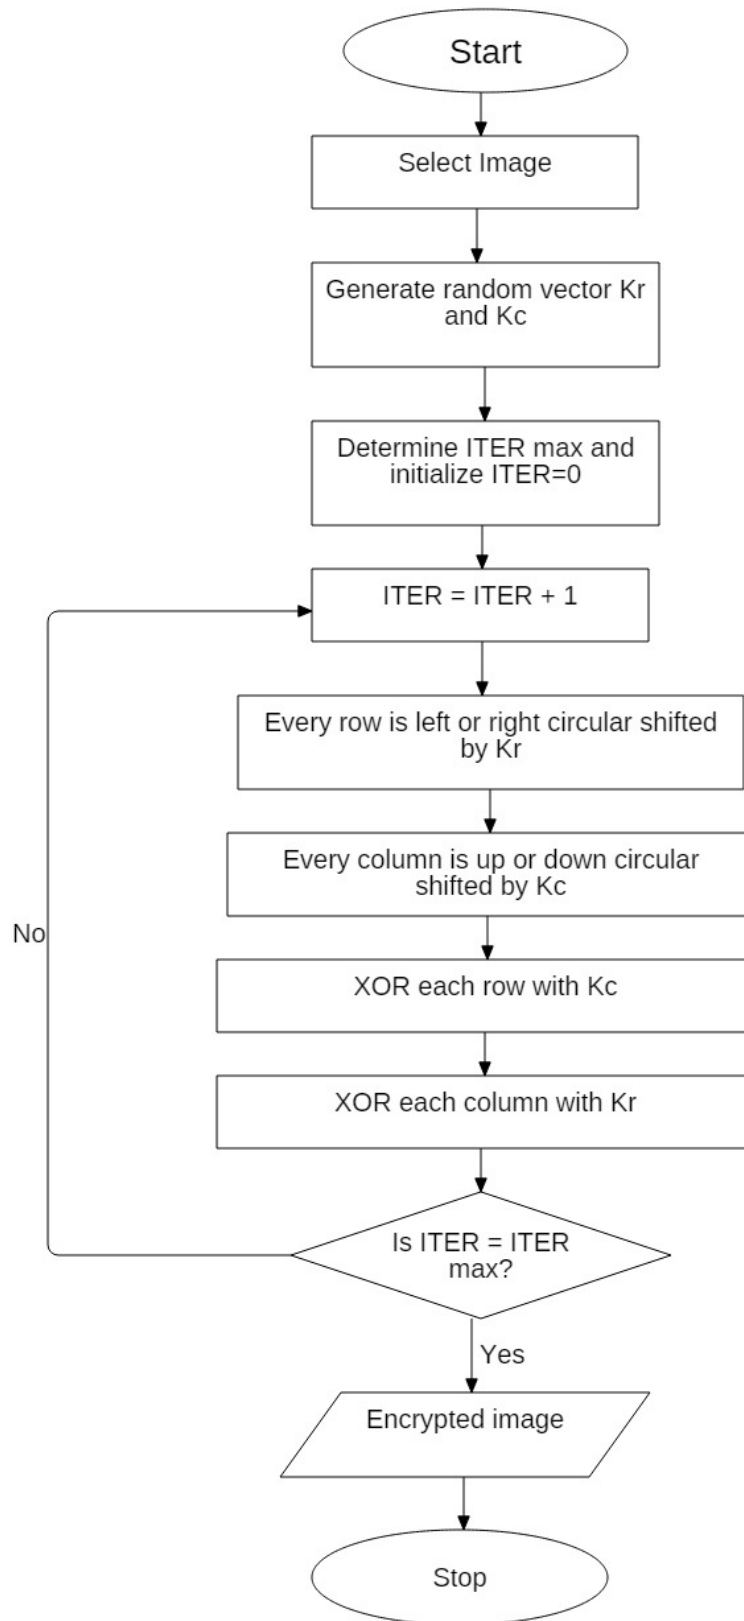 Start
Select Image
Generate random vector Kr
and Kc
Determine ITER max and
initialize ITER=0
ITER = ITER + 1
Every row is left or right circular shifted
by Kr
Every column is up or down circular
shifted by Kc
No
XOR each row with Kc
XOR each column with Kr
Is ITER = ITER
max?
Yes
Encrypted image
Stop